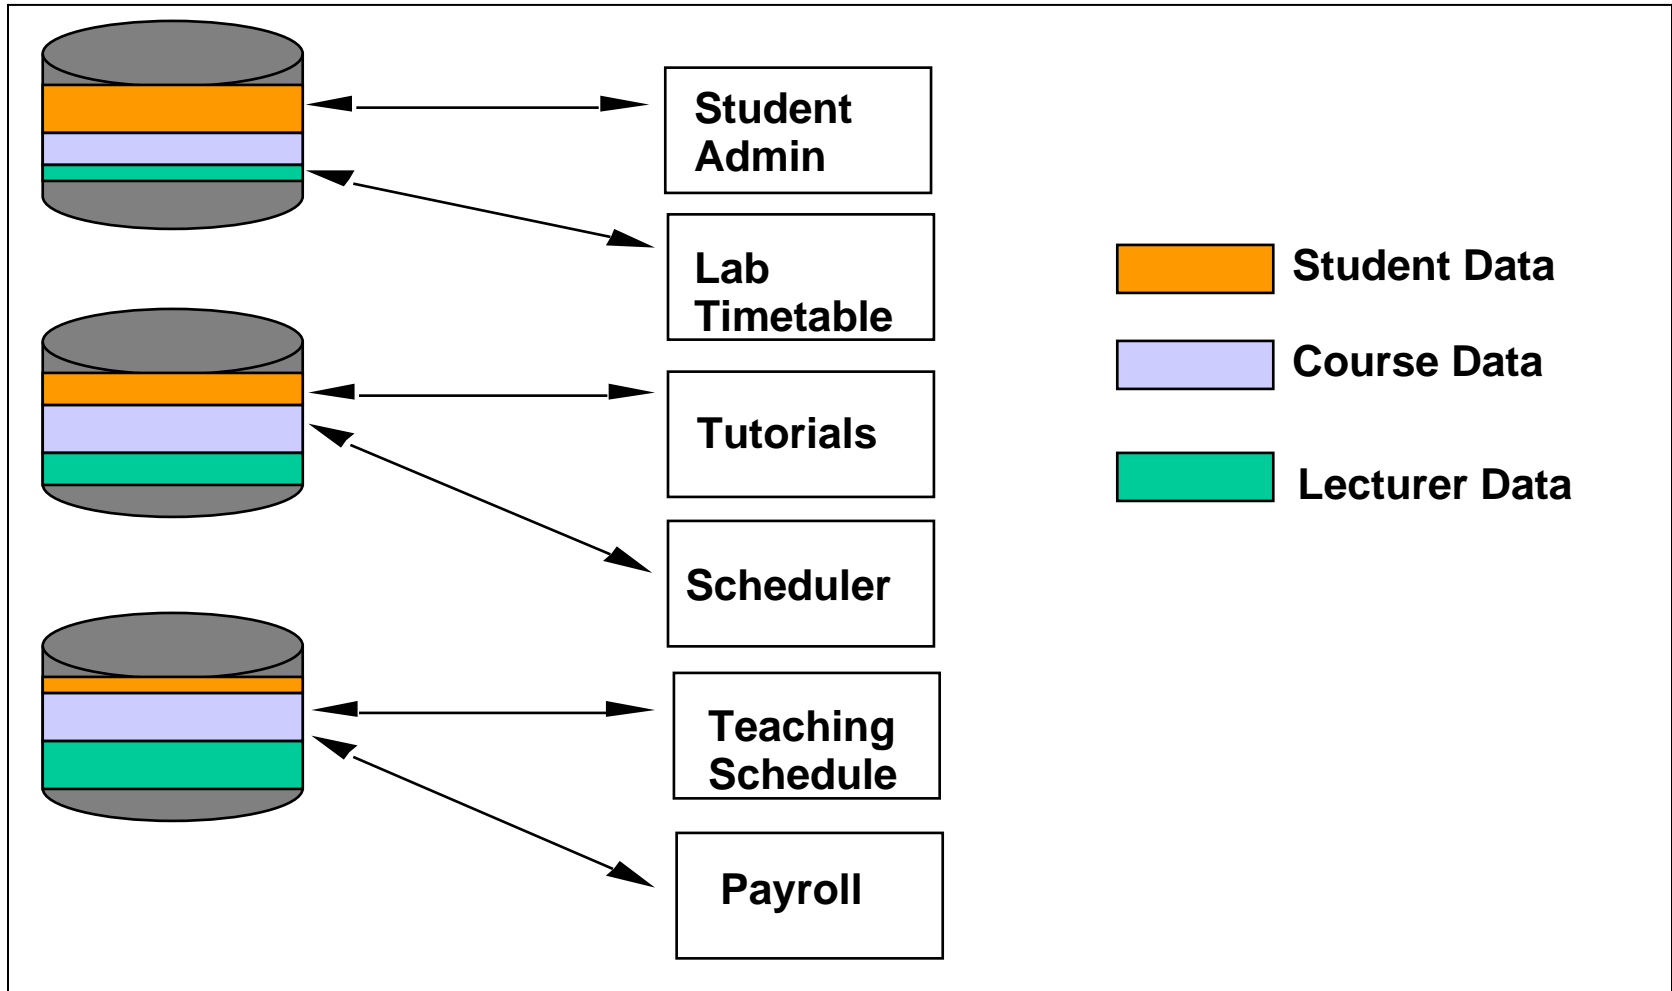 Student
Admin
Lab
Timetable
Tutorials
Scheduler
Teaching
Schedule
Payroll
Student Data
Course Data
Lecturer Data